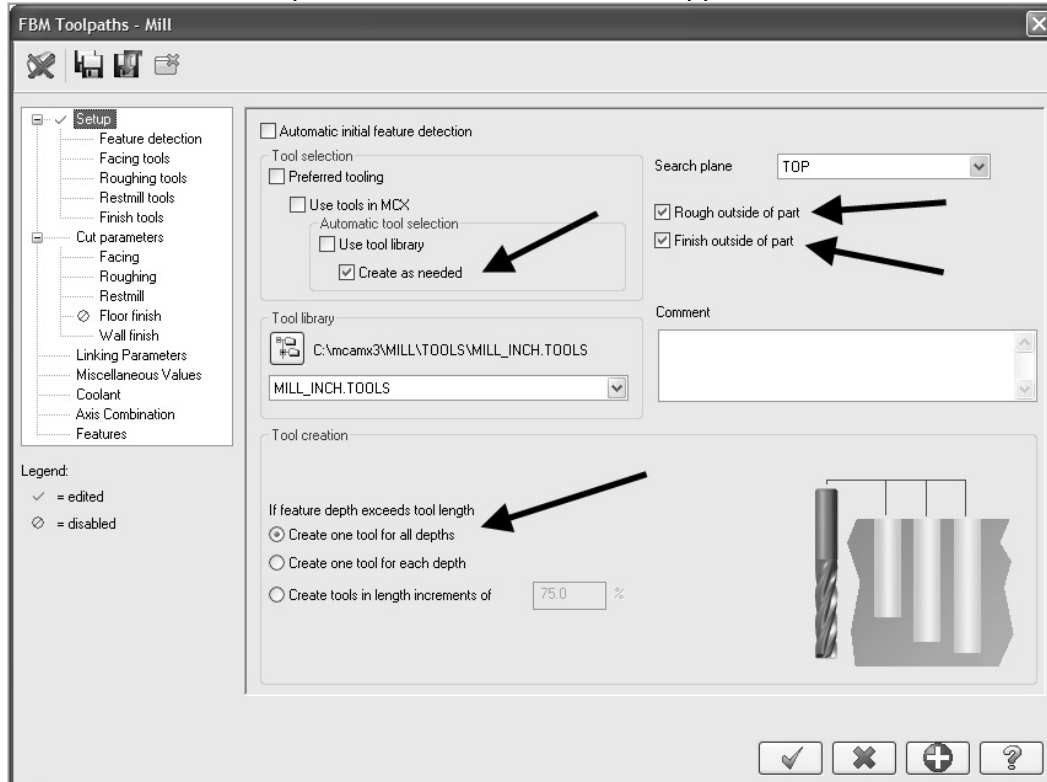 FBM Toolpaths - Mill
Setup
Feature detection
Facing tools
Roughing tools
Restmill tools
Finish tools
Cut parameters
Facing
Roughing
Restmill
Floor finish
Wall finish
Linking Parameters
Miscellaneous Values
Coolant
Axis Combination
Features
Legend:
= edited
= disabled
Automatic initial feature detection
Tool selection
Preferred tooling
Use tools in MCX
Automatic tool selection
Use tool library
Create as needed
Search plane TOP
Rough outside of part
Finish outside of part
Tool library
C:\mcamx3\MILL\TOOLS\MILL_INCH.TOOLS
MILL_INCH.TOOLS
Comment
Tool creation
If feature depth exceeds tool length
Create one tool for all depths
Create one tool for each depth
Create tools in length increments of 75.0 %